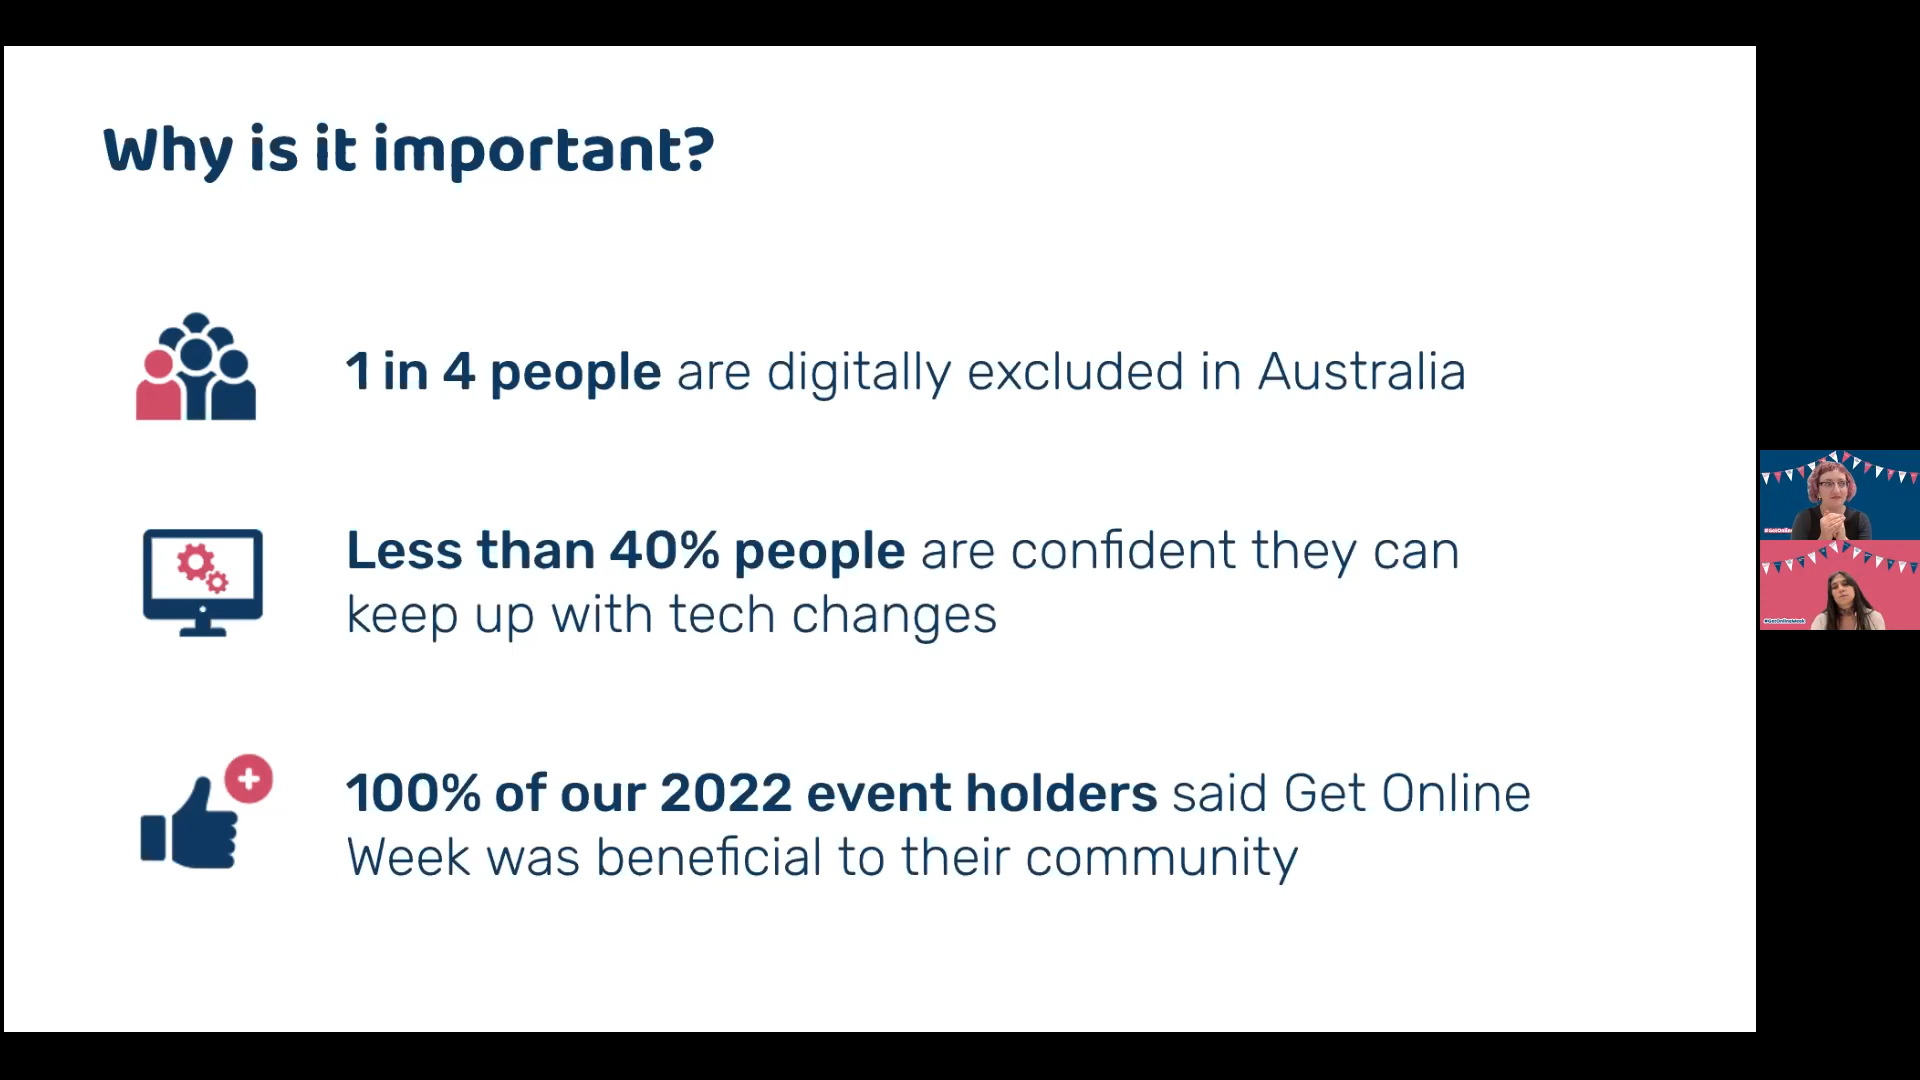 Why is it important?
1 in 4 people are digitally excluded in Australia
Less than 40% people are confident they can
keep up with tech changes
100% of our 2022 event holders said Get Online
Week was beneficial to their community
#GetOnlineWeek